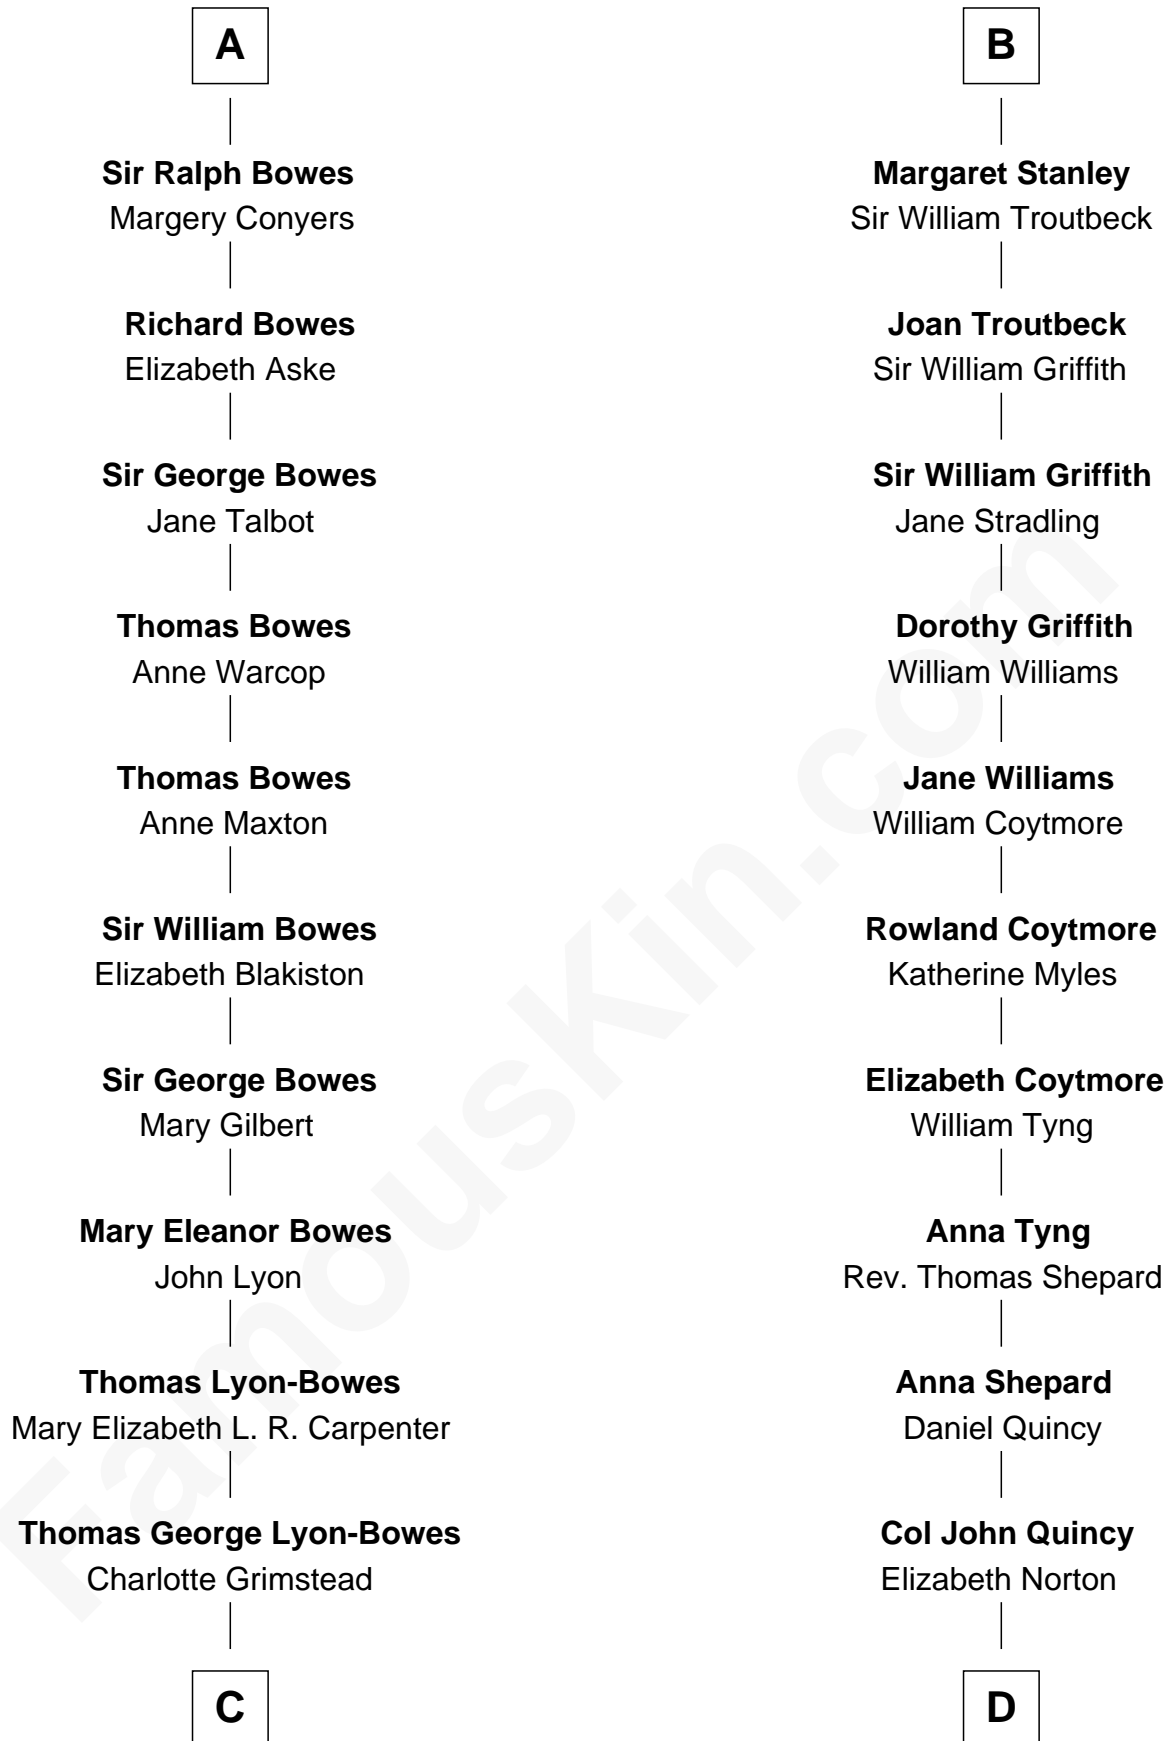 A
Sir Ralph Bowes
Margery Conyers
Richard Bowes
Elizabeth Aske
Sir George Bowes
Jane Talbot
Thomas Bowes
Anne Warcop
Thomas Bowes
Anne Maxton
Sir William Bowes
Elizabeth Blakiston
Sir George Bowes
Mary Gilbert
Mary Eleanor Bowes
John Lyon
Thomas Lyon-Bowes
Mary Elizabeth L. R. Carpenter
Thomas George Lyon-Bowes
Charlotte Grimstead
C
B
Margaret Stanley
Sir William Troutbeck
Joan Troutbeck
Sir William Griffith
Sir William Griffith
Jane Stradling
Dorothy Griffith
William Williams
Jane Williams
William Coytmore
Rowland Coytmore
Katherine Myles
Elizabeth Coytmore
William Tyng
Anna Tyng
Rev. Thomas Shepard
Anna Shepard
Daniel Quincy
Col John Quincy
Elizabeth Norton
D
FamousKin.com